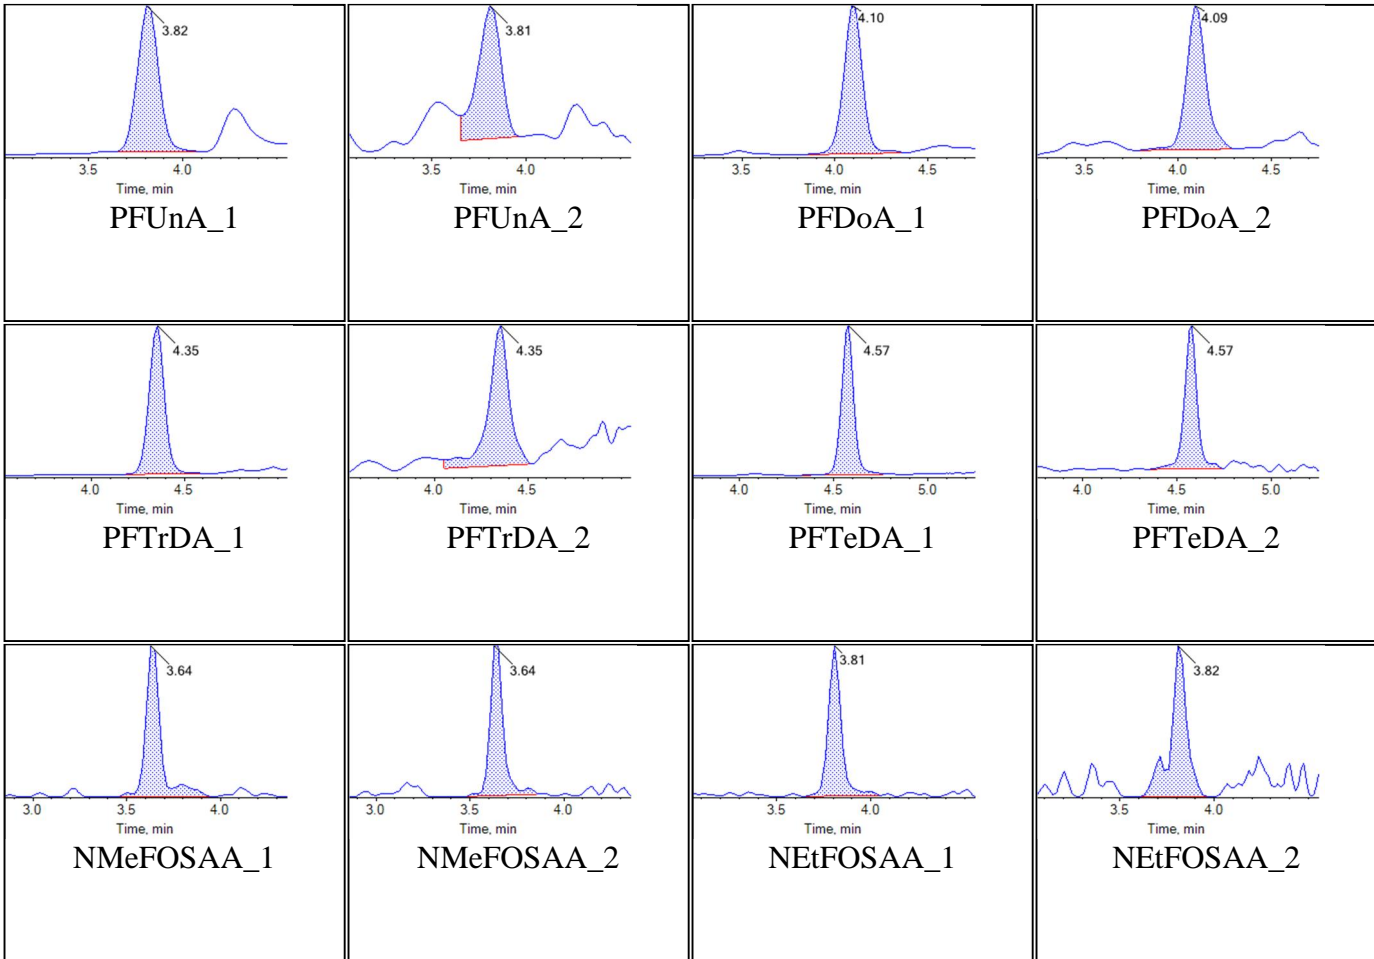 3.82
3.5 4.0
Time, min
PFUnA_1
3.81
3.5 4.0
Time, min
PFUnA_2
4.10
3.5 4.0 4.5
Time, min
PFDoA_1
4.09
3.5 4.0 4.5
Time, min
PFDoA_2
4.35
4.0 4.5
Time, min
PFTrDA_1
4.35
4.0 4.5
Time, min
PFTrDA_2
4.57
4.0 4.5 5.0
Time, min
PFTeDA_1
4.57
4.0 4.5 5.0
Time, min
PFTeDA_2
3.64
3.0 3.5 4.0
Time, min
NMeFOSAA_1
3.64
3.0 3.5 4.0
Time, min
NMeFOSAA_2
3.81
3.5 4.0
Time, min
NEtFOSAA_1
3.82
3.5 4.0
Time, min
NEtFOSAA_2